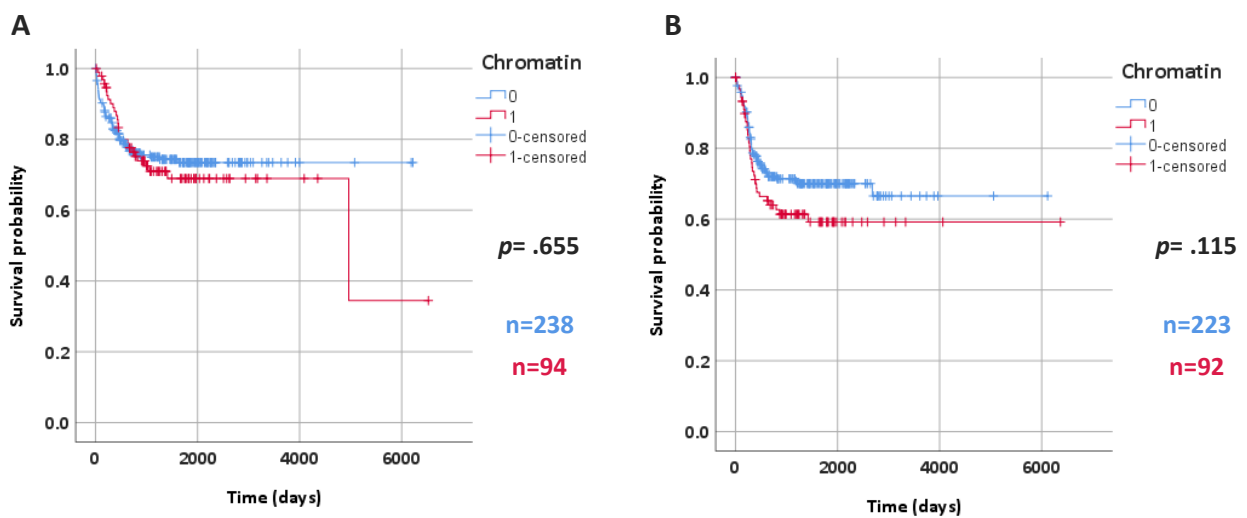 A
Survival probability
1.0
0.8
0.6
0.4
0.2
0.0
0
2000
4000
6000
Time (days)
Chromatin
0
1
0-censored
1-censored
p= .655
n=238
n=94
B
Survival probability
1.0
0.8
0.6
0.4
0.2
0.0
0
2000
4000
6000
Time (days)
Chromatin
0
1
0-censored
1-censored
p= .115
n=223
n=92